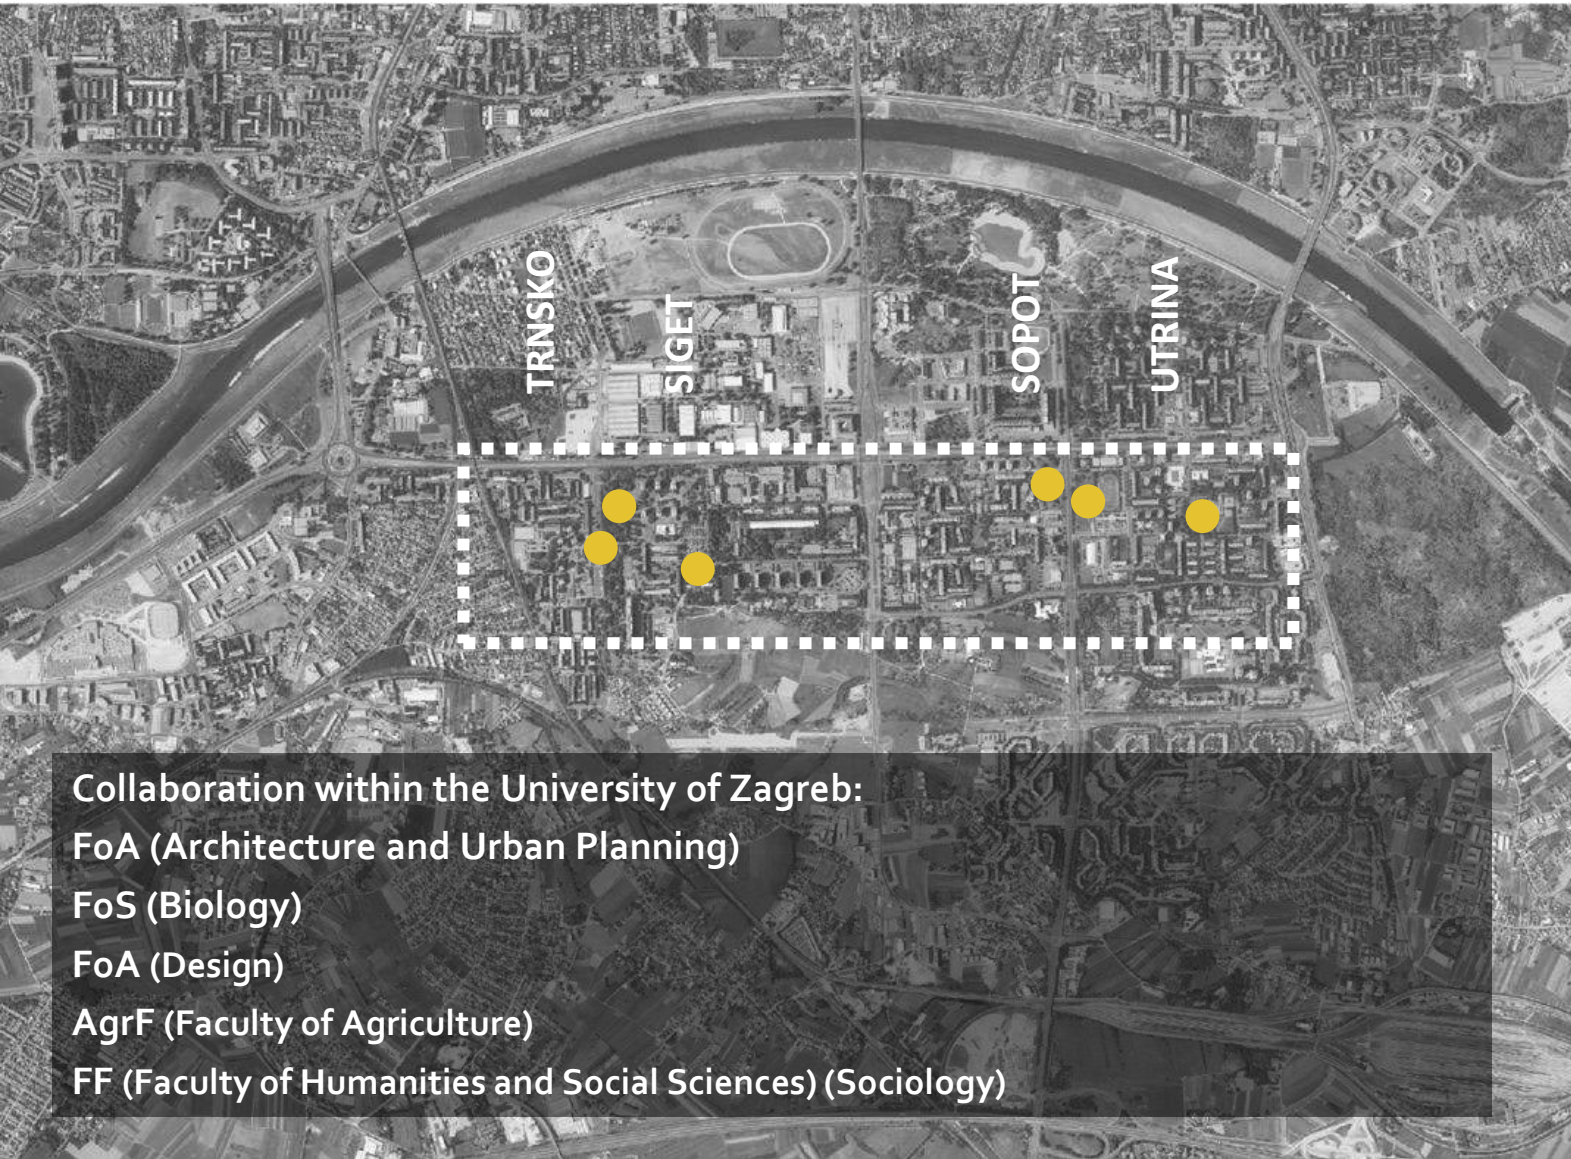 TRNSKO
SIGET
SOPOT
UTRINA
Collaboration within the University of Zagreb:
FoA (Architecture and Urban Planning)
FoS (Biology)
FoA (Design)
AgrF (Faculty of Agriculture)
FF (Faculty of Humanities and Social Sciences) (Sociology)